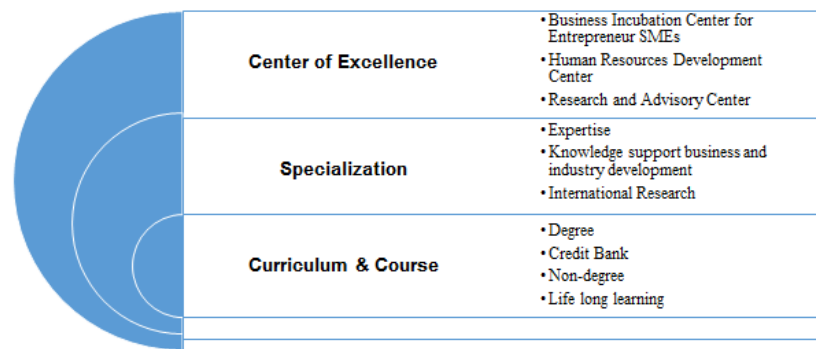 Center of Excellence
•Business Incubation Center for
Entrepreneur SMEs
•Human Resources Development
Center
•Research and Advisory Center
Specialization
•Expertise
•Knowledge support business and
industry development
•International Research
Curriculum & Course
•Degree
•Credit Bank
•Non-degree
•Life long learning